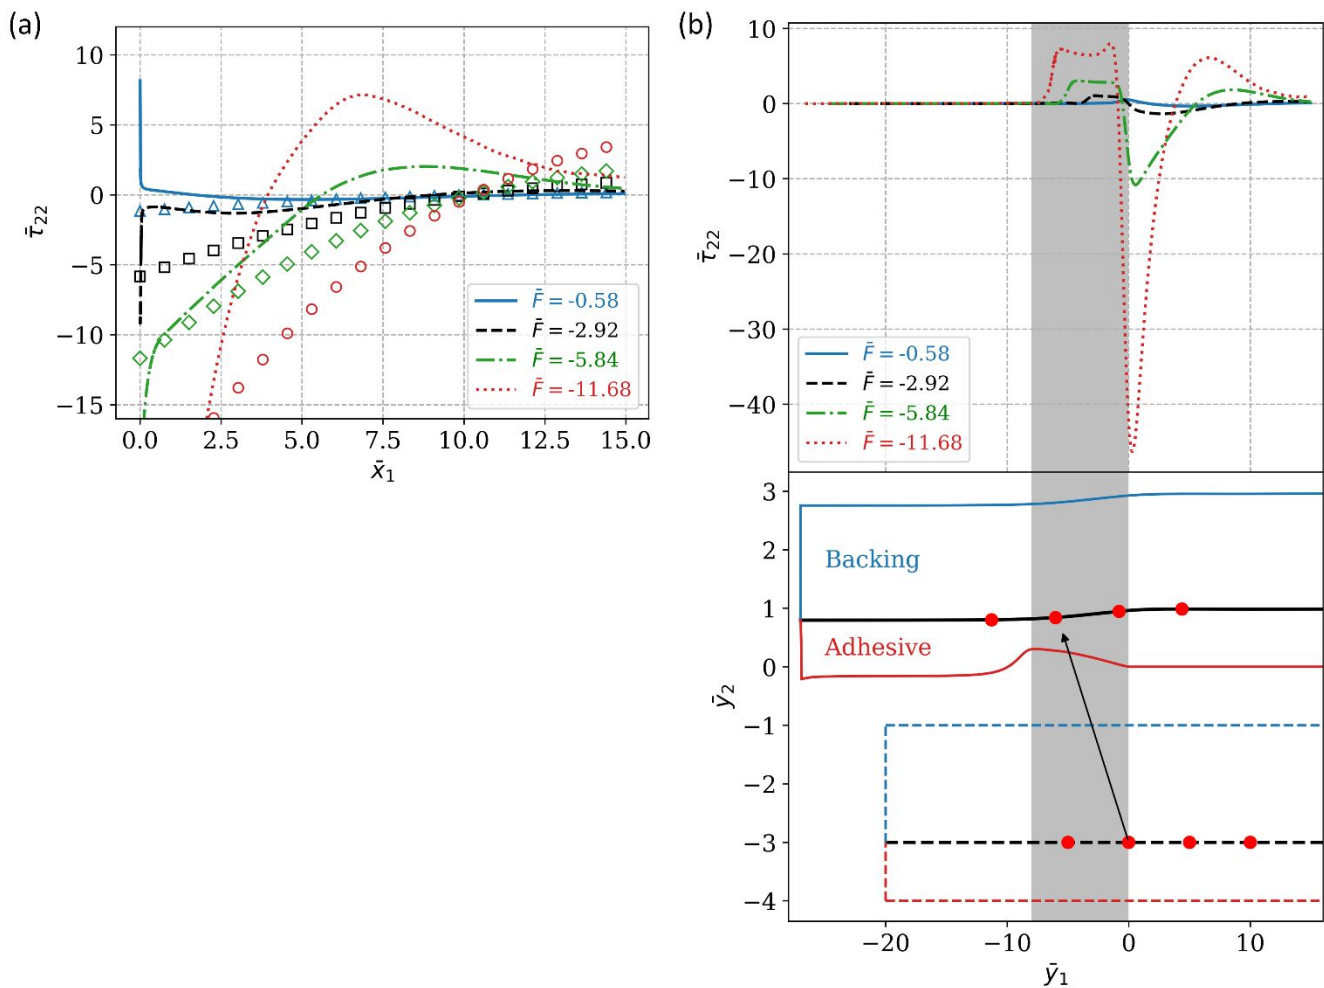 (a)
10
5
0
−5
−10
−15
τ̄₂₂
F̄ = -0.58
F̄ = -2.92
F̄ = -5.84
F̄ = -11.68
0.0 2.5 5.0 7.5 10.0 12.5 15.0
x̄₁
(b)
10
0
−10
−20
−30
−40
τ̄₂₂
F̄ = -0.58
F̄ = -2.92
F̄ = -5.84
F̄ = -11.68
3
2
1
0
−1
−2
−3
−4
ȳ₂
Backing
Adhesive
−20 −10 0 10
ȳ₁